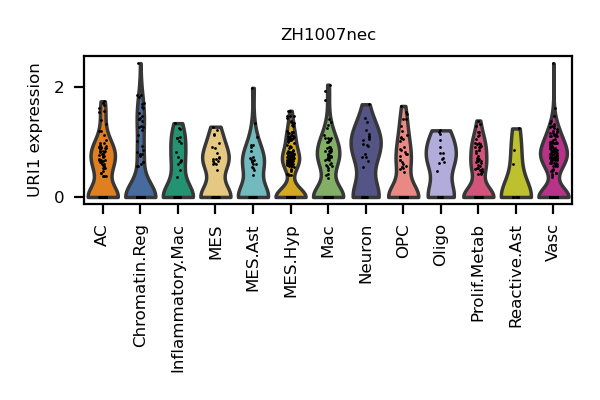 ZH1007nec
URI1 expression
2
0
AC
Chromatin.Reg
Inflammatory.Mac
MES
MES.Ast
MES.Hyp
Mac
Neuron
OPC
Oligo
Prolif.Metab
Reactive.Ast
Vasc